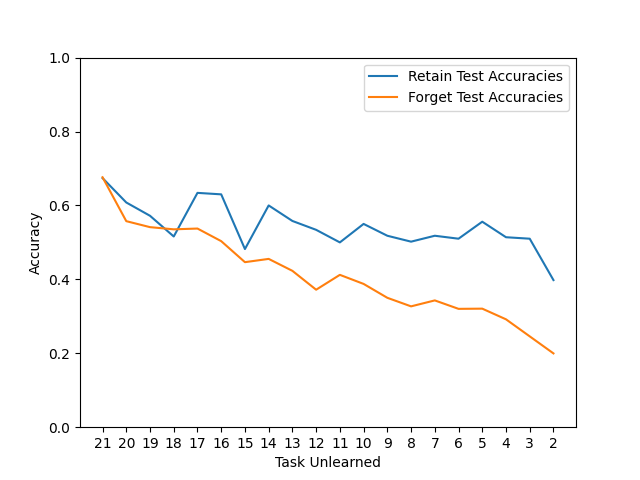 1.0
0.8
0.6
0.4
0.2
0.0
Accuracy
Retain Test Accuracies
Forget Test Accuracies
21 20 19 18 17 16 15 14 13 12 11 10 9 8 7 6 5 4 3 2
Task Unlearned